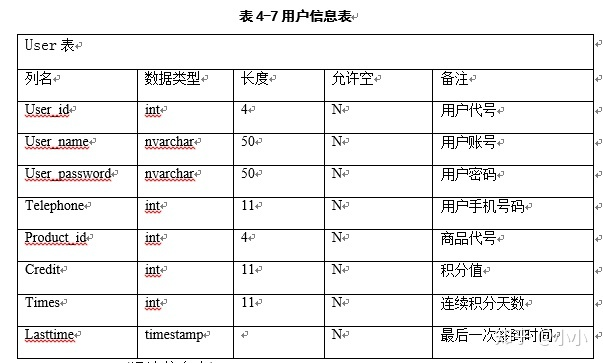 表 4-7 用户信息表
User 表
列名 数据类型 长度 允许空 备注
User_id int 4 N 用户代号
User_name nvarchar 50 N 用户账号
User_password nvarchar 50 N 用户密码
Telephone int 11 N 用户手机号码
Product_id int 4 N 商品代号
Credit int 11 N 积分值
Times int 11 N 连续积分天数
Lasttime timestamp N 最后一次签到时间